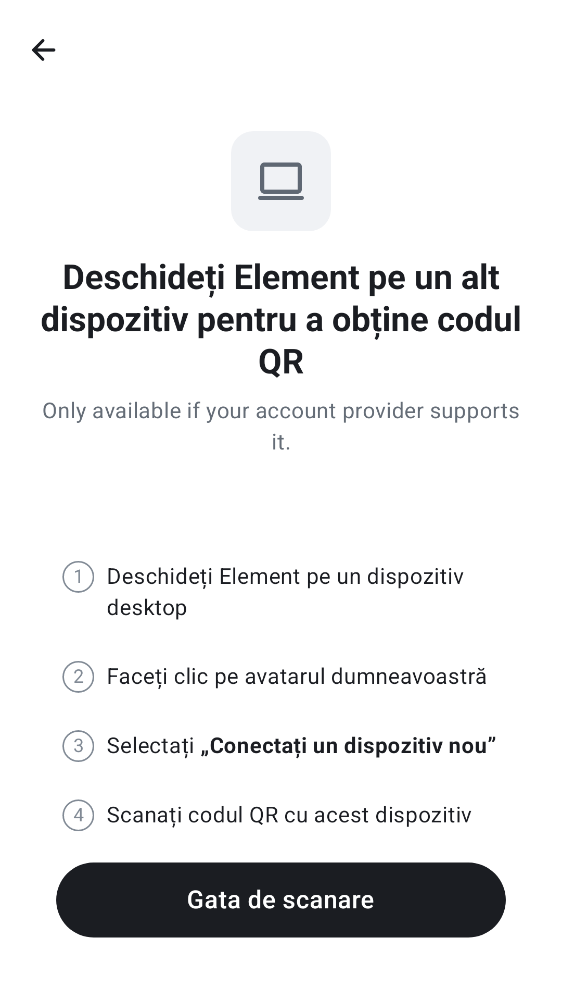 Deschideți Element pe un alt
dispozitiv pentru a obține codul
QR
Only available if your account provider supports
it.
1 Deschideți Element pe un dispozitiv
desktop
2 Faceți clic pe avatarul dumneavoastră
3 Selectați „Conectați un dispozitiv nou”
4 Scanați codul QR cu acest dispozitiv
Gata de scanare